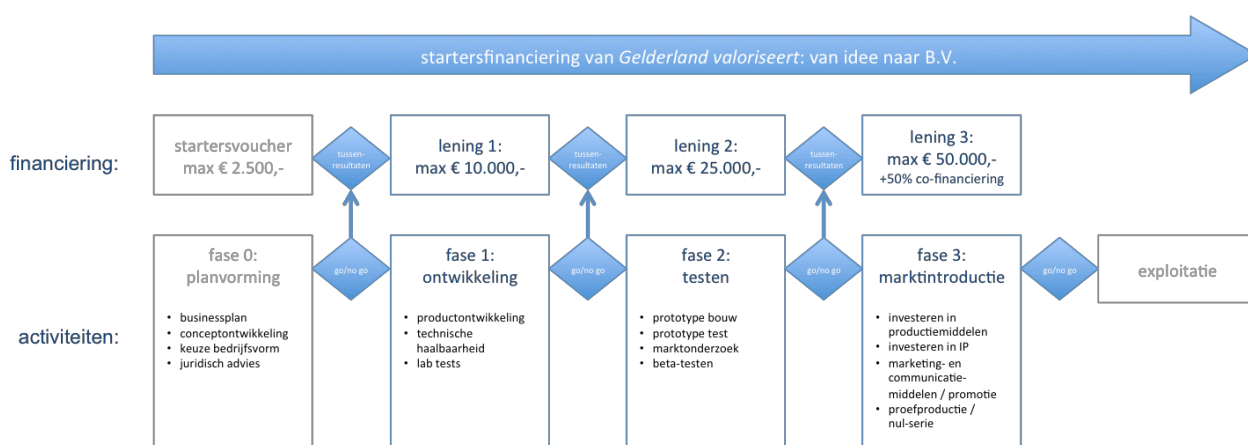 startersfinanciering van Gelderland valoriseert: van idee naar B.V.
financiering:
startersvoucher
max € 2.500,-
tussen-
resultaten
lening 1:
max € 10.000,-
tussen-
resultaten
lening 2:
max € 25.000,-
tussen-
resultaten
lening 3:
max € 50.000,-
+50% co-financiering
activiteiten:
fase 0:
planvorming
• businessplan
• conceptontwikkeling
• keuze bedrijfsvorm
• juridisch advies
go/no go
fase 1:
ontwikkeling
• productontwikkeling
• technische
haalbaarheid
• lab tests
go/no go
fase 2:
testen
• prototype bouw
• prototype test
• marktonderzoek
• beta-testen
go/no go
fase 3:
marktintroductie
• investeren in
productiemiddelen
• investeren in IP
• marketing- en
communicatie-
middelen / promotie
• proefproductie /
nul-serie
go/no go
exploitatie